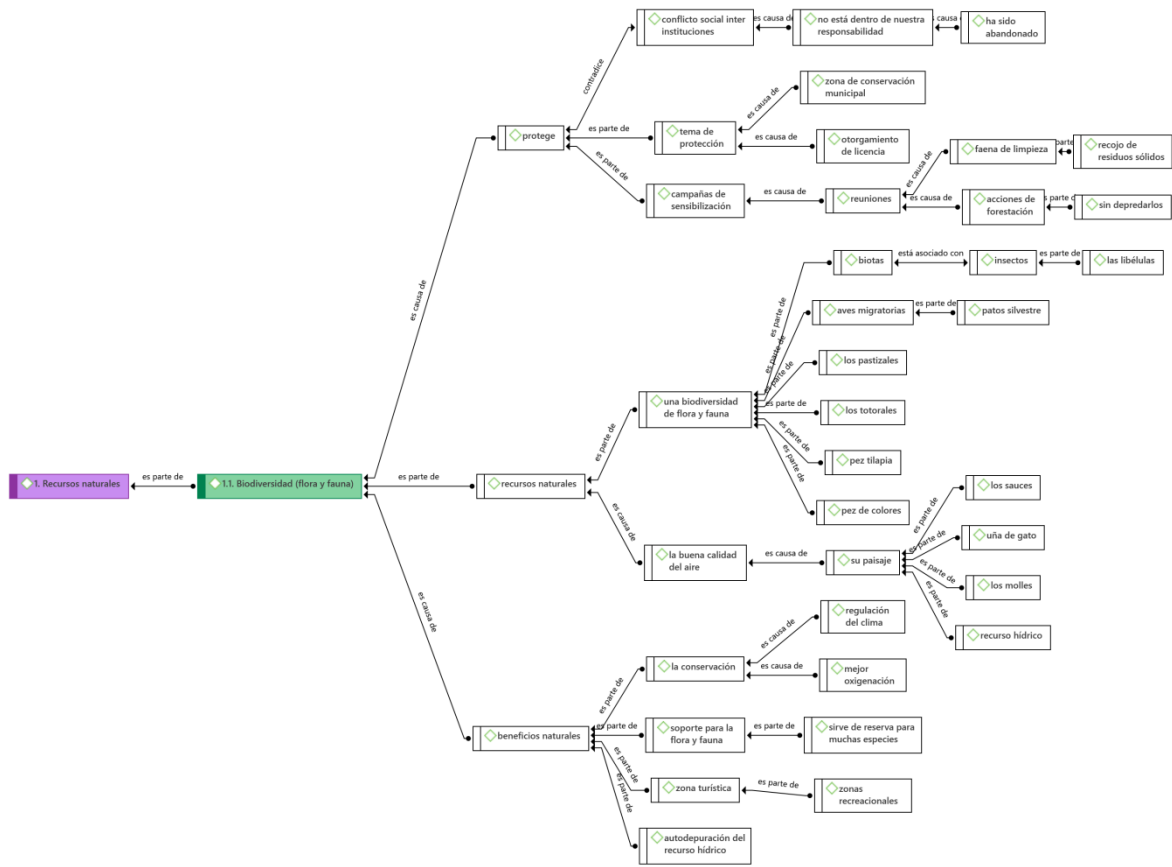 conflicto social inter
instituciones
es causa de
no está dentro de nuestra
responsabilidad
es causa
ha sido
abandonado
contradice
zona de conservación
municipal
es causa de
protege
es parte de
tema de
protección
es causa de
otorgamiento
de licencia
faena de limpieza
parte
recojo de
residuos sólidos
es causa de
es parte de
campañas de
sensibilización
es causa de
reuniones
es causa de
acciones de
forestación
es parte
sin depredarlos
es causa de
biotas
está asociado con
insectos
es parte de
las libélulas
es parte de
aves migratorias
es parte de
patos silvestre
es parte de
los pastizales
es parte de
una biodiversidad
de flora y fauna
es parte de
los totorales
es parte de
pez tilapia
es parte de
es parte de
pez de colores
1. Recursos naturales
es parte de
1.1. Biodiversidad (flora y fauna)
es parte de
recursos naturales
los sauces
es parte de
uña de gato
es parte de
es causa de
la buena calidad
del aire
es causa de
su paisaje
es parte de
los molles
es parte de
recurso hídrico
es causa de
regulación
del clima
es causa de
la conservación
es causa de
mejor
oxigenación
es parte de
beneficios naturales
es parte de
soporte para la
flora y fauna
es parte de
sirve de reserva para
muchas especies
es parte de
zona turística
es parte de
zonas
recreacionales
es parte de
autodepuración del
recurso hídrico